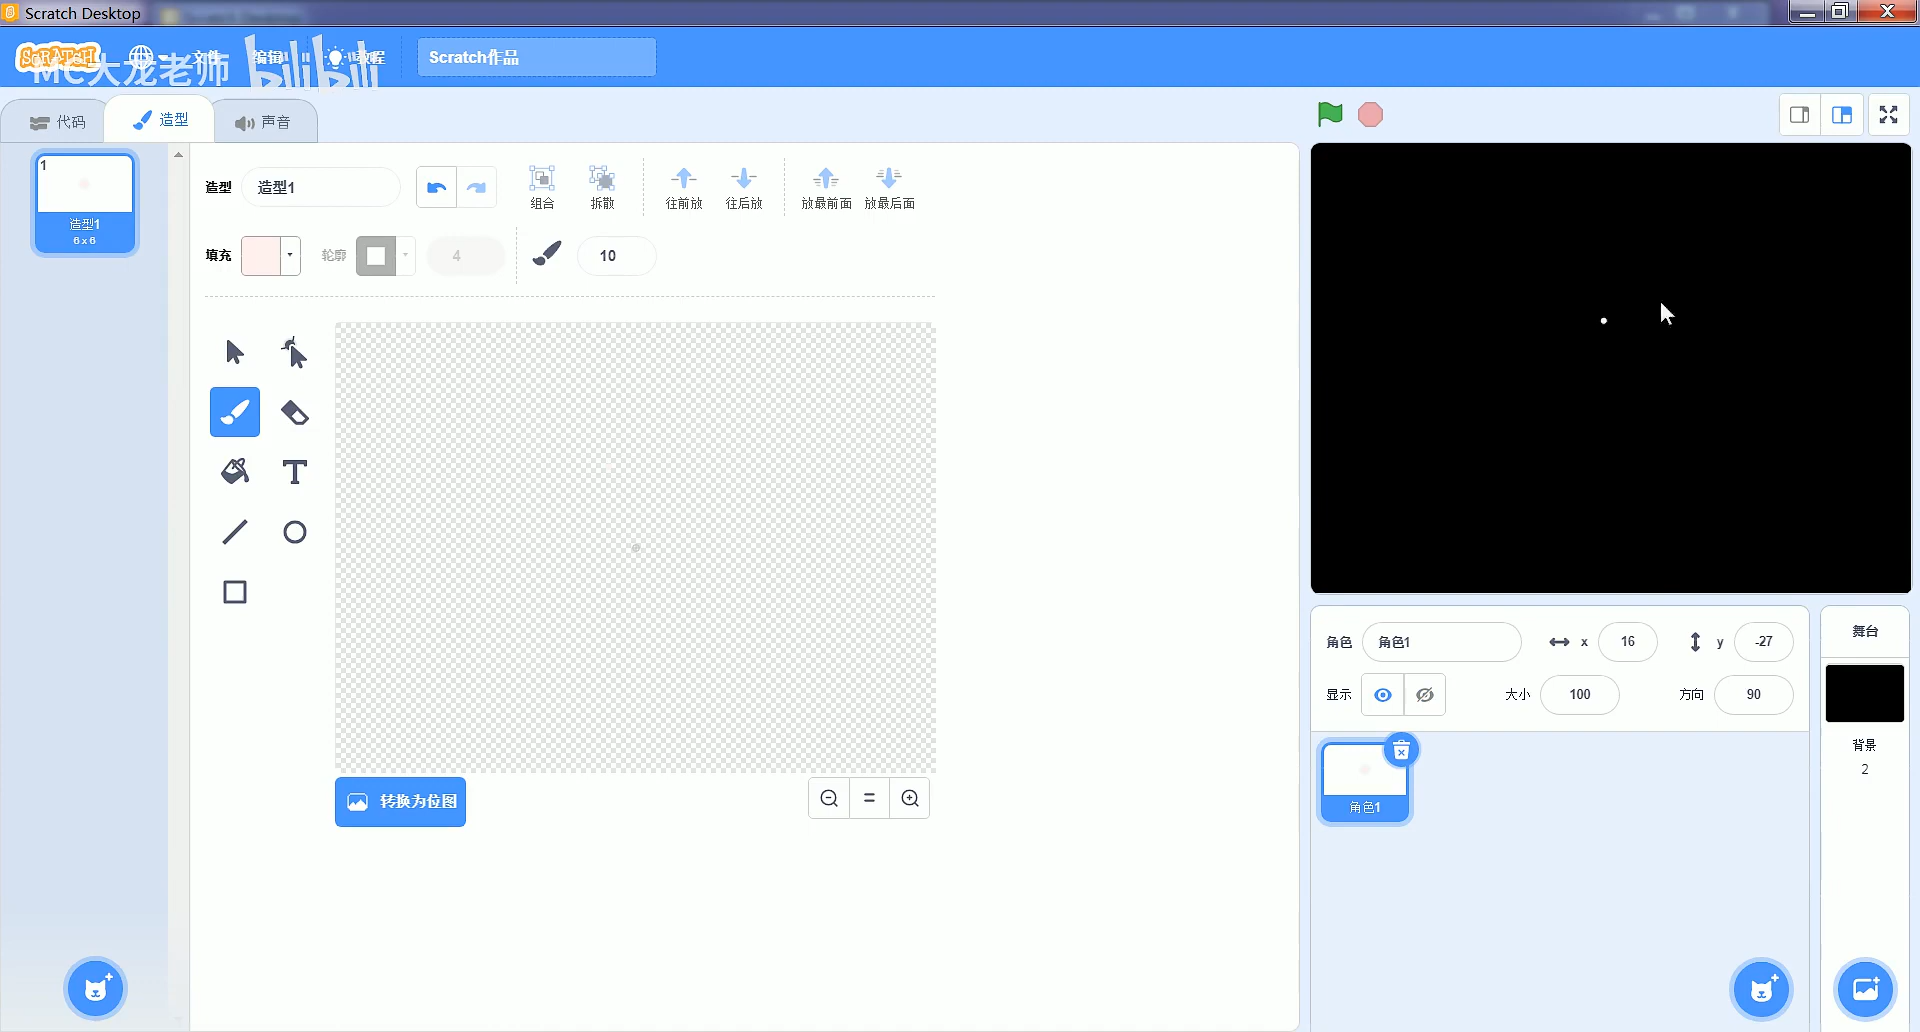 Scratch Desktop
SCRATCH
文件
编辑
教程
Scratch作品
MC大龙老师
bilibili
代码
造型
声音
1
造型1
6 x 6
造型
造型1
组合
拆散
往前放
往后放
放最前面
放最后面
填充
轮廓
4
10
转换为位图
角色
角色1
x
16
y
-27
显示
大小
100
方向
90
角色1
舞台
背景
2